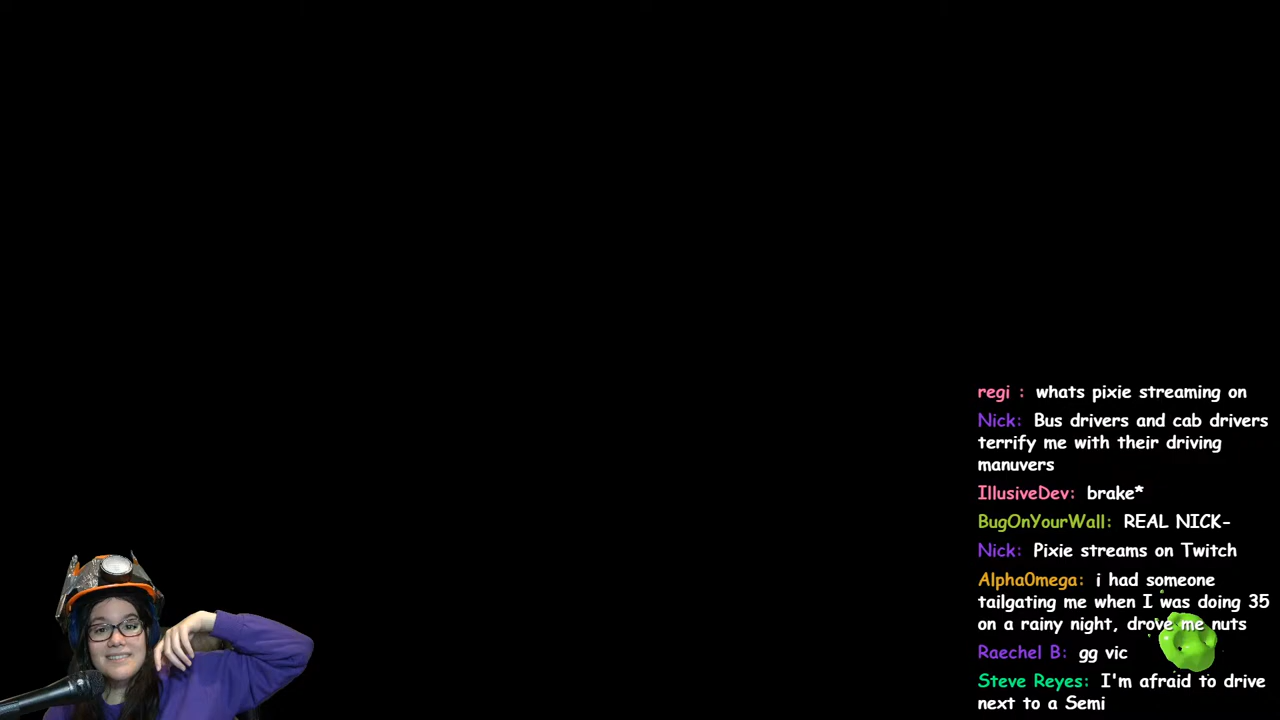 regi : whats pixie streaming on
Nick: Bus drivers and cab drivers
terrify me with their driving
manuvers
IllusiveDev: brake*
BugOnYourWall: REAL NICK-
Nick: Pixie streams on Twitch
Alpha0mega: i had someone
tailgating me when I was doing 35
on a rainy night, drove me nuts
Raechel B: gg vic
Steve Reyes: I'm afraid to drive
next to a Semi